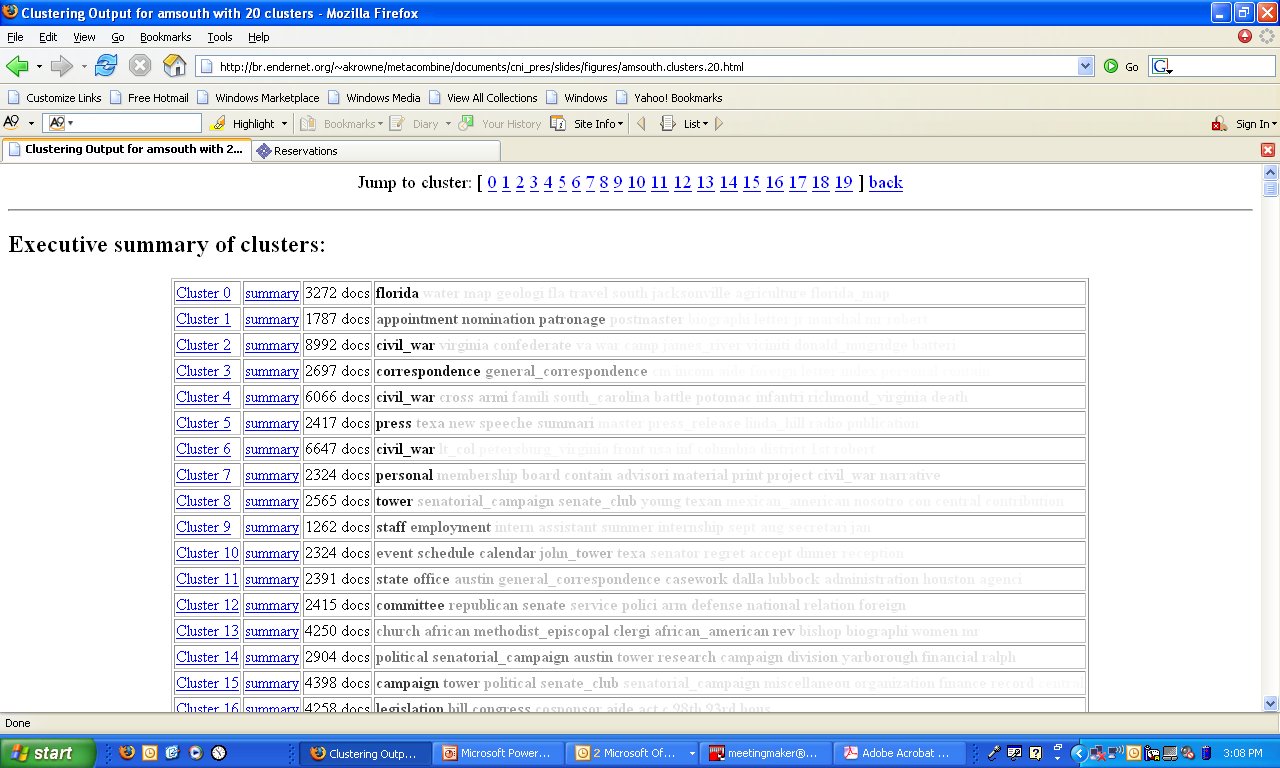 Clustering Output for amsouth with 20 clusters - Mozilla Firefox
File Edit View Go Bookmarks Tools Help
http://br.endernet.org/~akrowne/metacombine/documents/cni_pres/slides/figures/amsouth.clusters.20.html Go G
Customize Links Free Hotmail Windows Marketplace Windows Media View All Collections Windows Yahoo! Bookmarks
A9 A9 Highlight Bookmarks Diary Your History Site Info List Sign In
Clustering Output for amsouth with 2... Reservations
Jump to cluster: [ 0 1 2 3 4 5 6 7 8 9 10 11 12 13 14 15 16 17 18 19 ] back
Executive summary of clusters:
Cluster 0 summary 3272 docs florida water map geologi fla travel south jacksonville agriculture florida_map
Cluster 1 summary 1787 docs appointment nomination patronage postmaster biographi letter jr marshal mr robert
Cluster 2 summary 8992 docs civil_war virginia confederate va war camp james_river viciniti donald_mugridge batteri
Cluster 3 summary 2697 docs correspondence general_correspondence
Cluster 4 summary 6066 docs civil_war cross armi famili south_carolina battle potomac infantri richmond_virginia death
Cluster 5 summary 2417 docs press texa new speeche summari master press_release linda_hill radio publication
Cluster 6 summary 6647 docs civil_war lt_col petersburg_virginia front usa inf columbia district 1st robert
Cluster 7 summary 2324 docs personal membership board contain advisori material print project civil_war narrative
Cluster 8 summary 2565 docs tower senatorial_campaign senate_club young texan mexican_american nosotro con central contribution
Cluster 9 summary 1262 docs staff employment intern assistant summer internship sept aug secretari jan
Cluster 10 summary 2324 docs event schedule calendar john_tower texa senator regret accept dinner reception
Cluster 11 summary 2391 docs state office austin general_correspondence casework dalla lubbock administration houston agenci
Cluster 12 summary 2415 docs committee republican senate service polici arm defense national relation foreign
Cluster 13 summary 4250 docs church african methodist_episcopal clergi african_american rev bishop biographi women mr
Cluster 14 summary 2904 docs political senatorial_campaign austin tower research campaign division yarborough financial ralph
Cluster 15 summary 4398 docs campaign tower political senate_club senatorial_campaign miscellaneou organization finance record central
Cluster 16 summary 4258 docs legislation bill congress cosponsor aide act c 98th 93rd hous
Done
start Clustering Outp... Microsoft Power... 2 Microsoft Of... meetingmaker@... Adobe Acrobat ... 3:08 PM